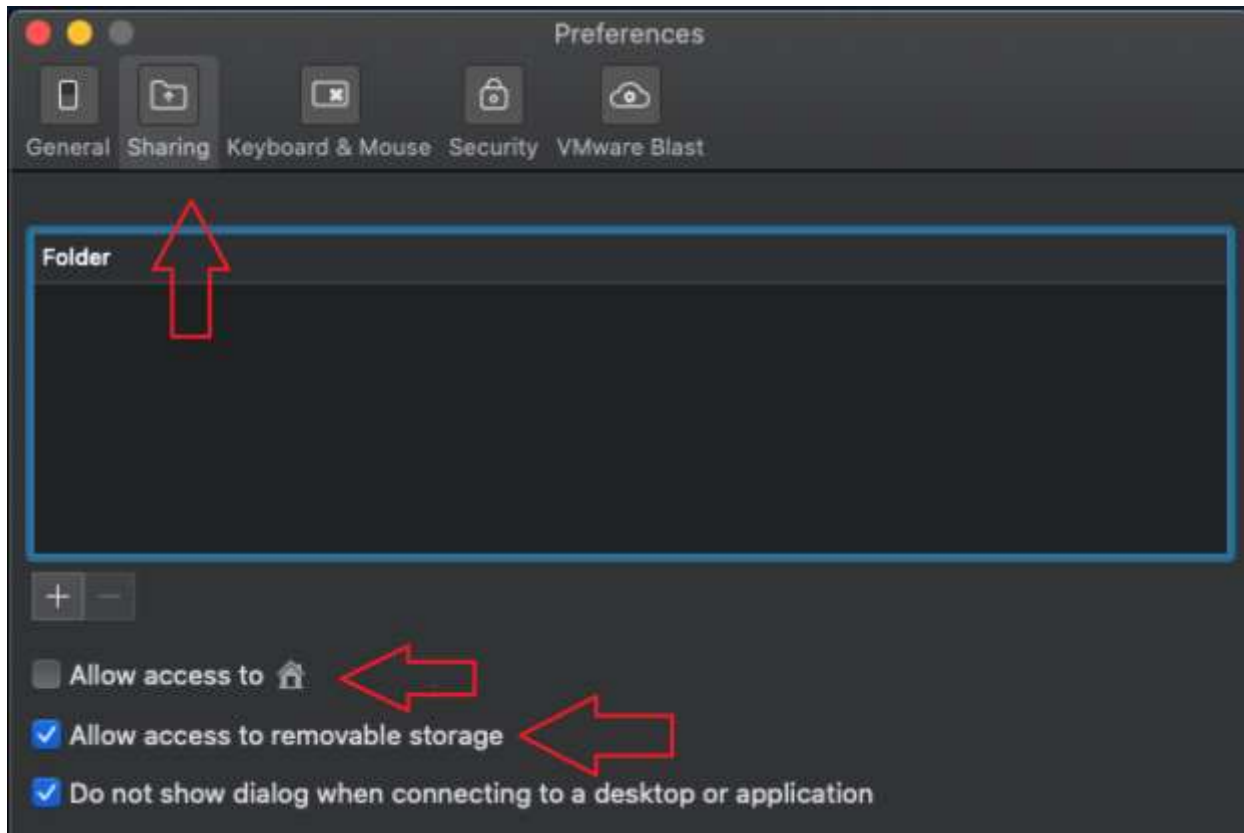 Preferences
General Sharing Keyboard & Mouse Security VMware Blast
Folder
Allow access to
Allow access to removable storage
Do not show dialog when connecting to a desktop or application